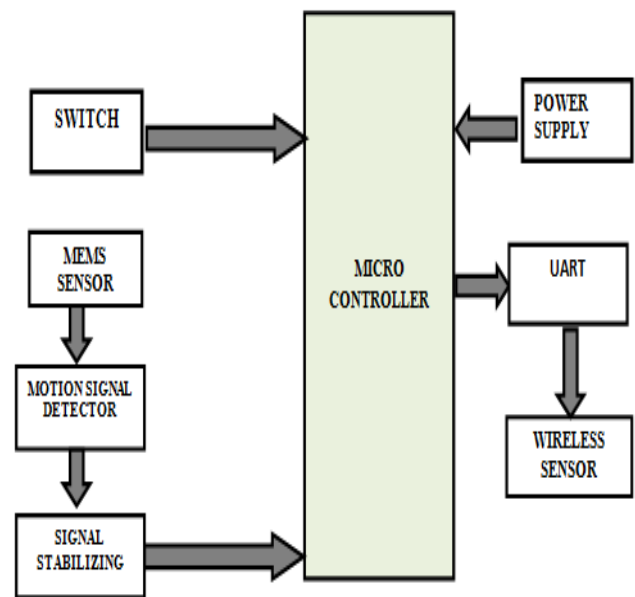 SWITCH
MEMS
SENSOR
MOTION SIGNAL
DETECTOR
SIGNAL
STABILIZING
MICRO
CONTROLLER
POWER
SUPPLY
UART
WIRELESS
SENSOR